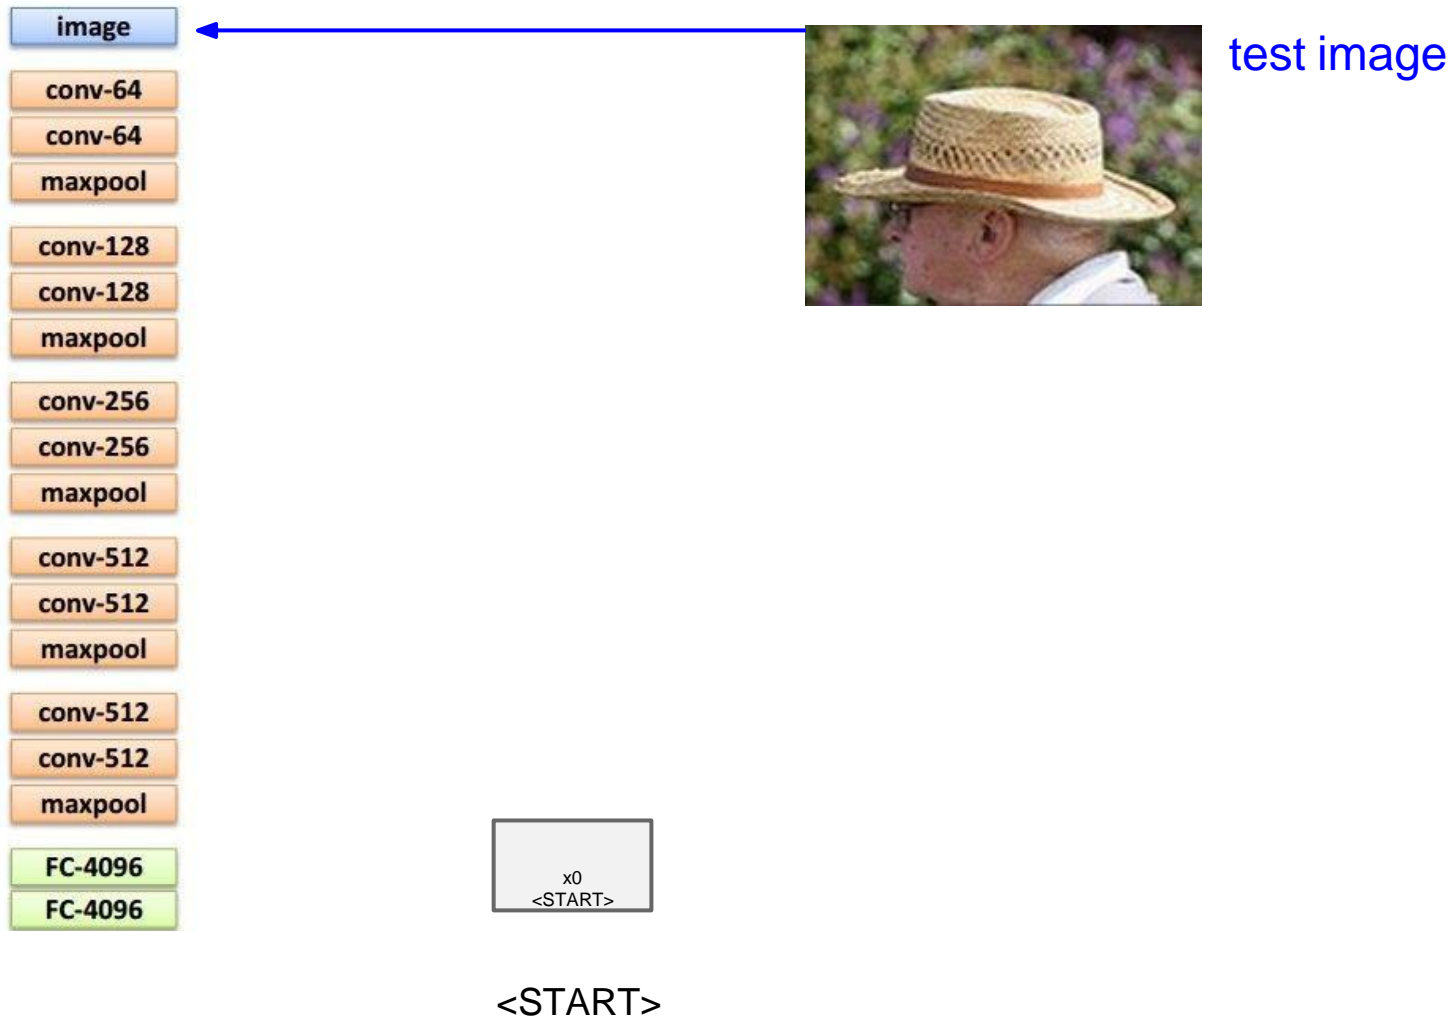 image
test image
conv-64
conv-64
maxpool
conv-128
conv-128
maxpool
conv-256
conv-256
maxpool
conv-512
conv-512
maxpool
conv-512
conv-512
maxpool
FC-4096
FC-4096
x0
<START>
<START>